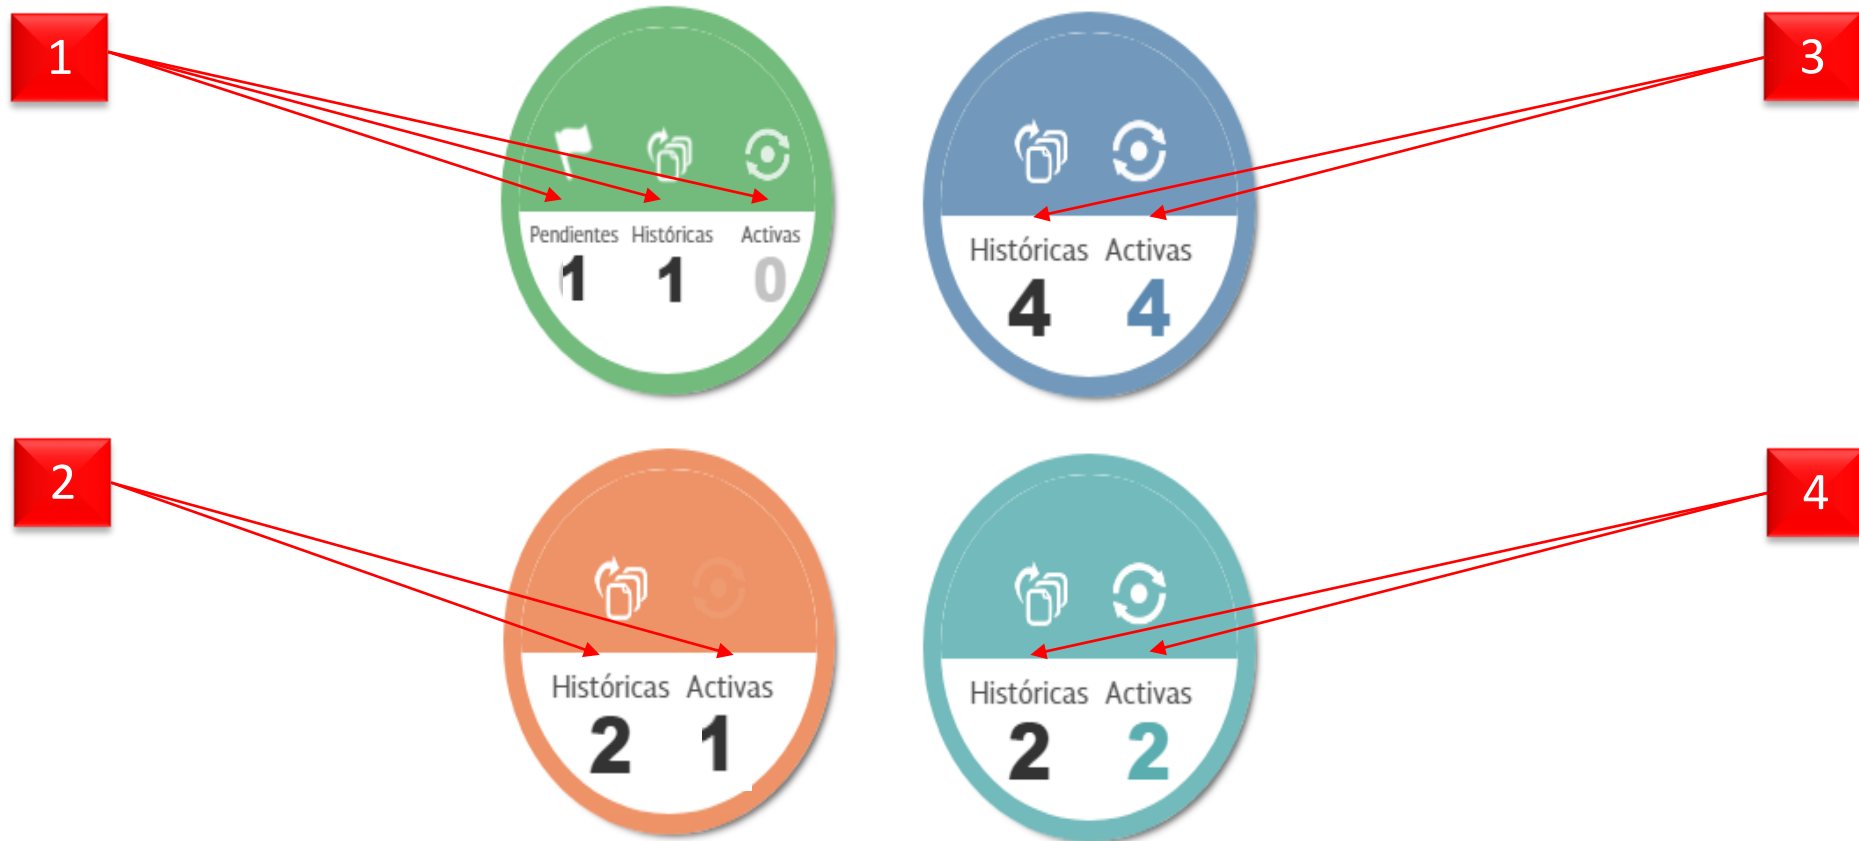 1
3
Pendientes Históricas Activas
1 1 0
Históricas Activas
4 4
2
4
Históricas Activas
2 1
Históricas Activas
2 2